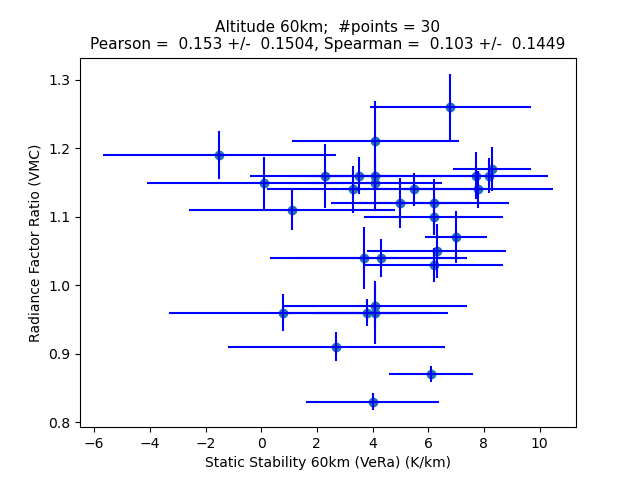 Altitude 60km;  #points = 30
Pearson =  0.153 +/-  0.1504, Spearman =  0.103 +/-  0.1449
1.3
1.2
1.1
1.0
0.9
0.8
Radiance Factor Ratio (VMC)
−6 −4 −2 0 2 4 6 8 10
Static Stability 60km (VeRa) (K/km)